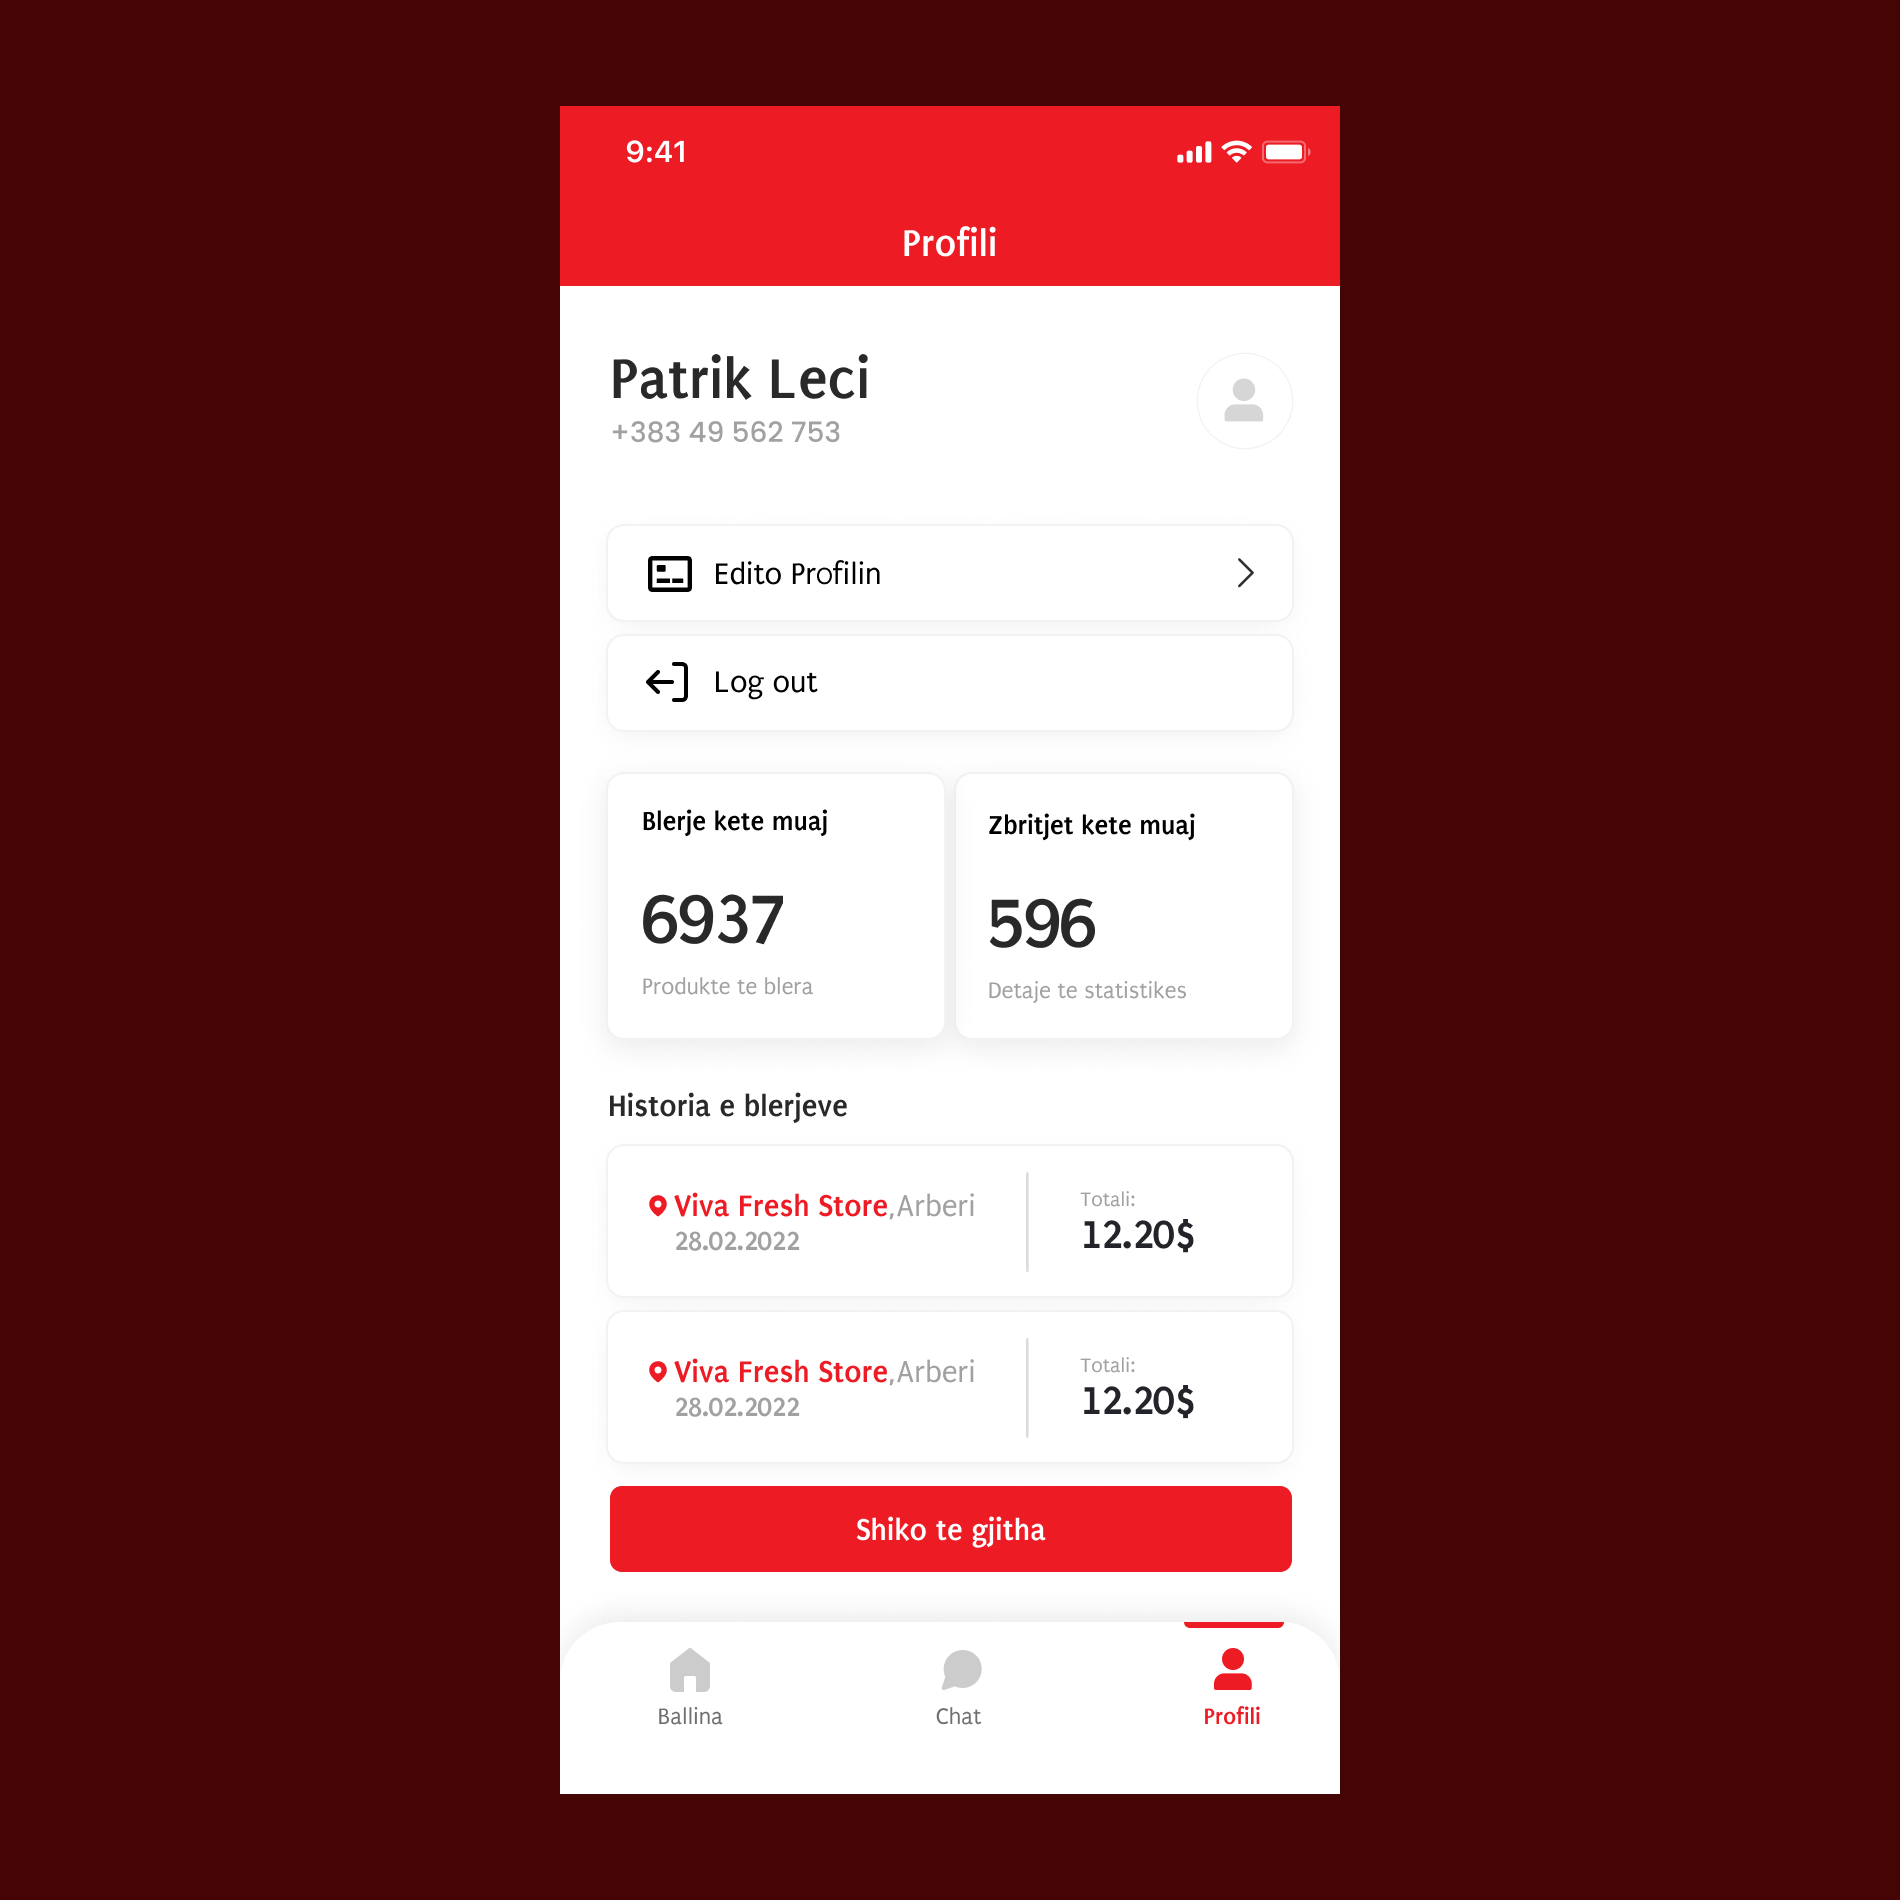 9:41
Profili
Patrik Leci
+383 49 562 753
Edito Profilin
Log out
Blerje kete muaj
6937
Produkte te blera
Zbritjet kete muaj
596
Detaje te statistikes
Historia e blerjeve
Viva Fresh Store,Arberi
28.02.2022
Totali:
12.20$
Viva Fresh Store,Arberi
28.02.2022
Totali:
12.20$
Shiko te gjitha
Ballina
Chat
Profili